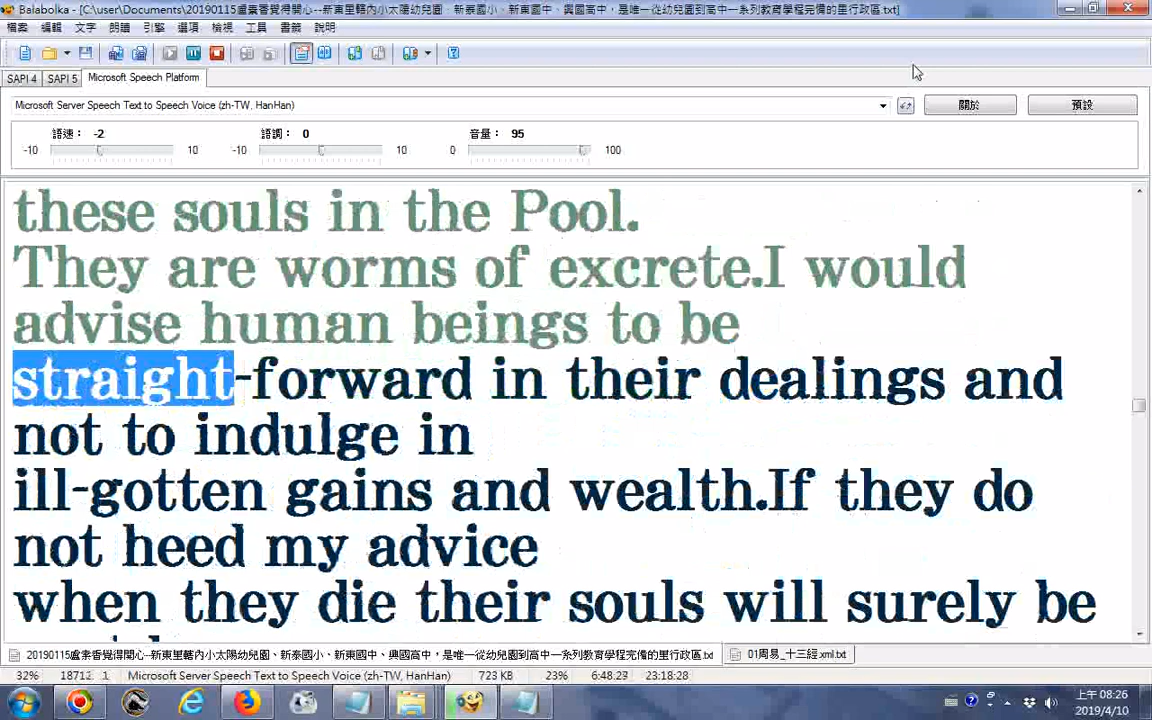 Balabolka - [C:\user\Documents\20190115盧素香覺得開心--新東里轄內小太陽幼兒園、新泰國小、新東國中、興國高中，是唯一從幼兒園到高中一系列教育學程完備的里行政區.txt]
檔案 編輯 文字 朗讀 引擎 選項 檢視 工具 書籤 說明
SAPI 4 SAPI 5 Microsoft Speech Platform
Microsoft Server Speech Text to Speech Voice (zh-TW, HanHan) 關於 預設
語速： -2 語調： 0 音量： 95
-10 10 -10 10 0 100
these souls in the Pool.
They are worms of excrete.I would
advise human beings to be
straight-forward in their dealings and
not to indulge in
ill-gotten gains and wealth.If they do
not heed my advice
when they die their souls will surely be
20190115盧素香覺得開心--新東里轄內小太陽幼兒園、新泰國小、新東國中、興國高中，是唯一從幼兒園到高中一系列教育學程完備的里行政區.txt 01周易_十三經.xml.txt
32% 18712 : 1 Microsoft Server Speech Text to Speech Voice (zh-TW, HanHan) 723 KB 23% 6:48:23 23:18:28
上午 08:26
2019/4/10